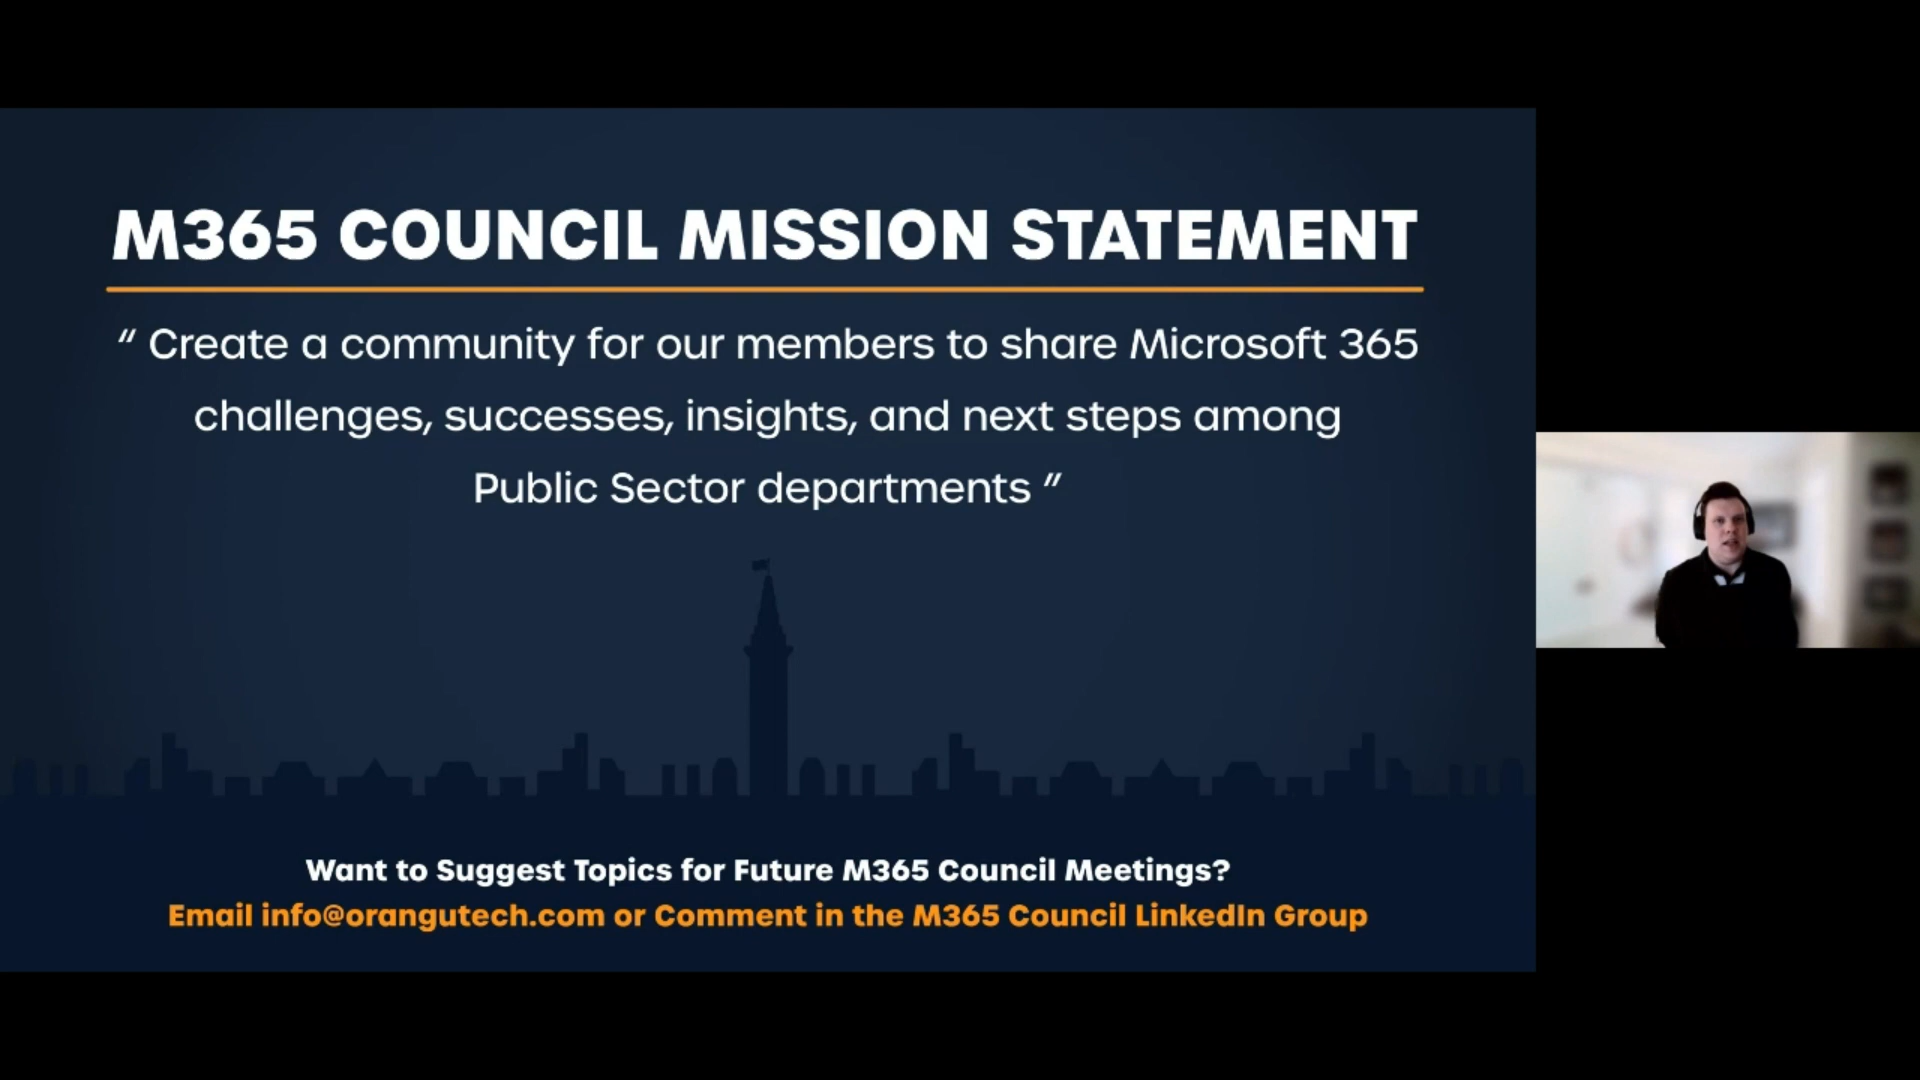 M365 COUNCIL MISSION STATEMENT
“ Create a community for our members to share Microsoft 365
challenges, successes, insights, and next steps among
Public Sector departments ”
Want to Suggest Topics for Future M365 Council Meetings?
Email info@orangutech.com or Comment in the M365 Council LinkedIn Group